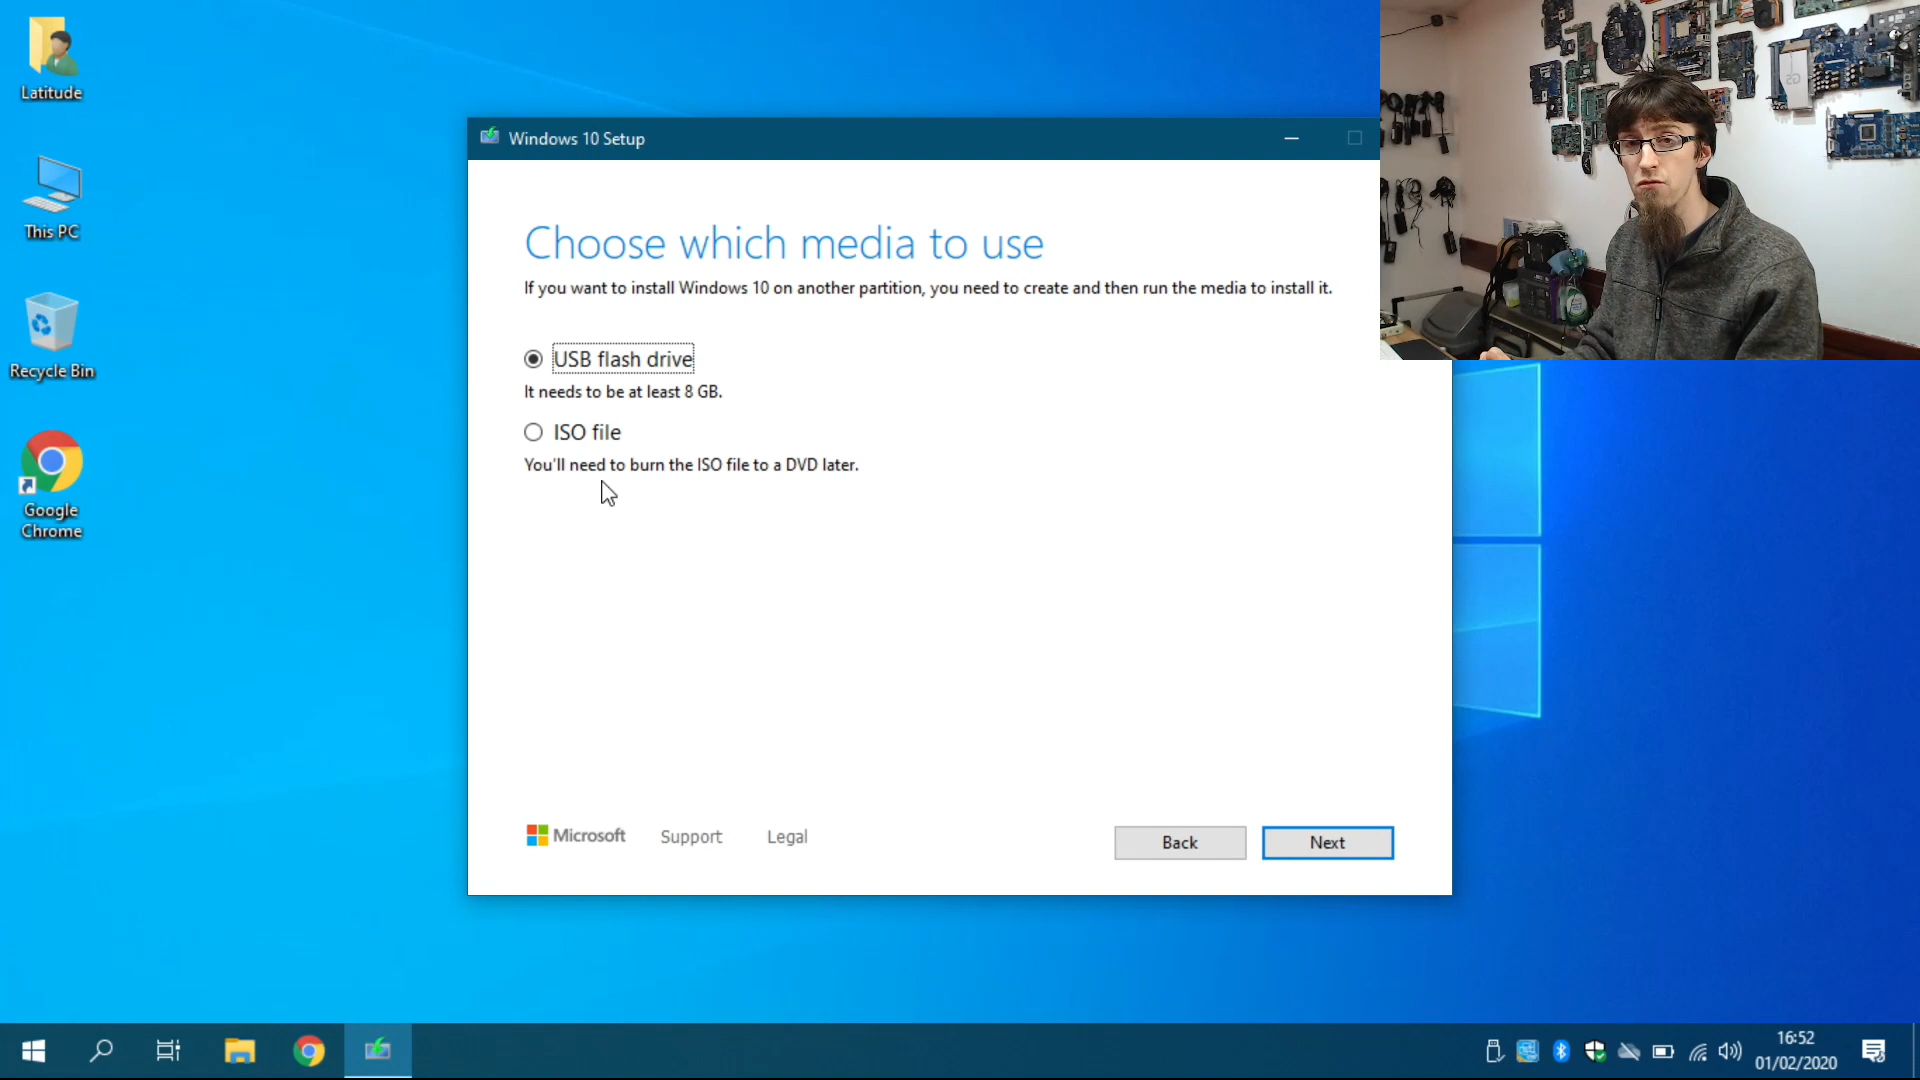 Latitude
This PC
Recycle Bin
Google
Chrome
Windows 10 Setup
Choose which media to use
If you want to install Windows 10 on another partition, you need to create and then run the media to install it.
USB flash drive
It needs to be at least 8 GB.
ISO file
You'll need to burn the ISO file to a DVD later.
Microsoft
Support
Legal
Back
Next
16:52
01/02/2020